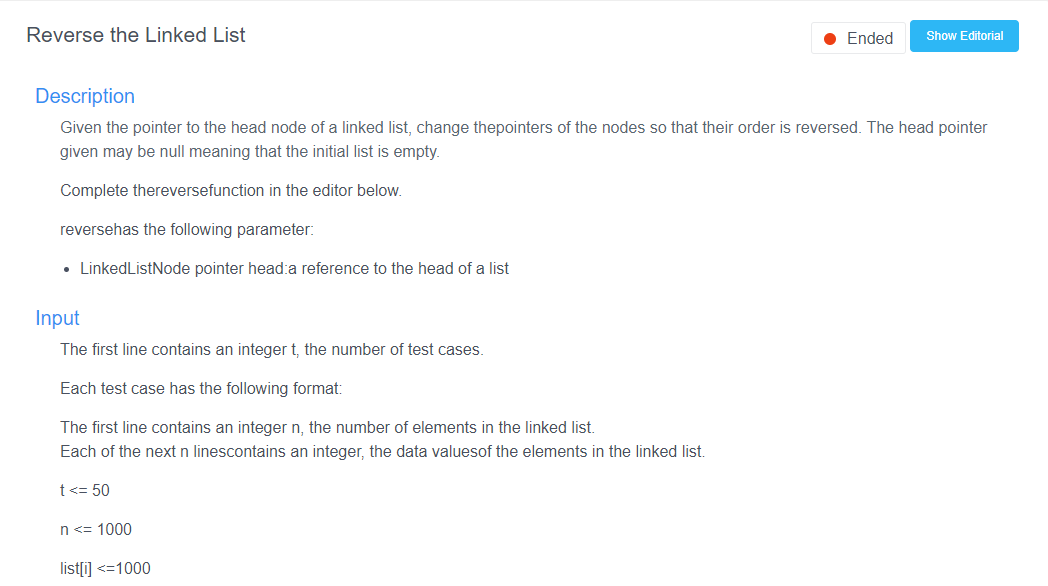 Reverse the Linked List
Ended
Show Editorial
Description
Given the pointer to the head node of a linked list, change thepointers of the nodes so that their order is reversed. The head pointer
given may be null meaning that the initial list is empty.
Complete thereversefunction in the editor below.
reversehas the following parameter:
• LinkedListNode pointer head:a reference to the head of a list
Input
The first line contains an integer t, the number of test cases.
Each test case has the following format:
The first line contains an integer n, the number of elements in the linked list.
Each of the next n linescontains an integer, the data valuesof the elements in the linked list.
t <= 50
n <= 1000
list[i] <=1000